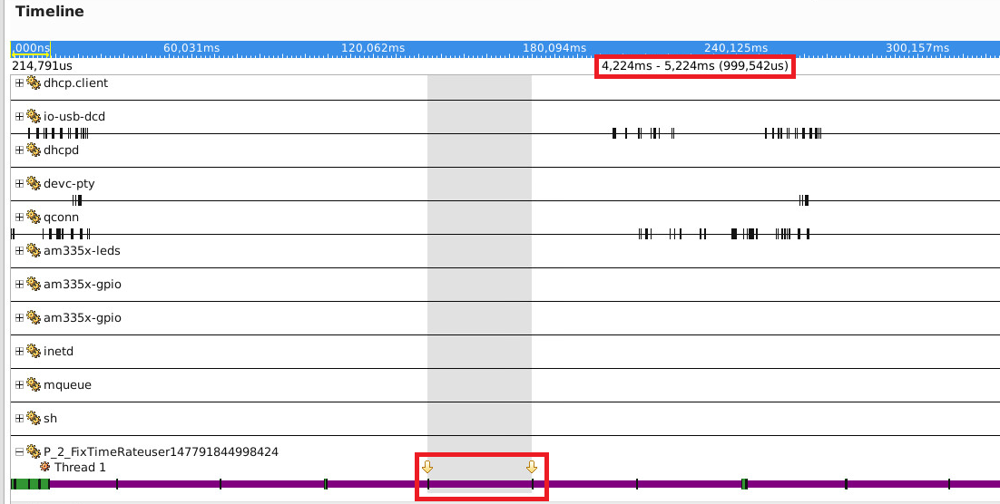 Timeline
,000ns 60,031ms 120,062ms 180,094ms 240,125ms 300,157ms
214,791us 4,224ms - 5,224ms (999,542us)
dhcp.client
io-usb-dcd
dhcpd
devc-pty
qconn
am335x-leds
am335x-gpio
am335x-gpio
inetd
mqueue
sh
P_2_FixTimeRateuser147791844998424
Thread 1